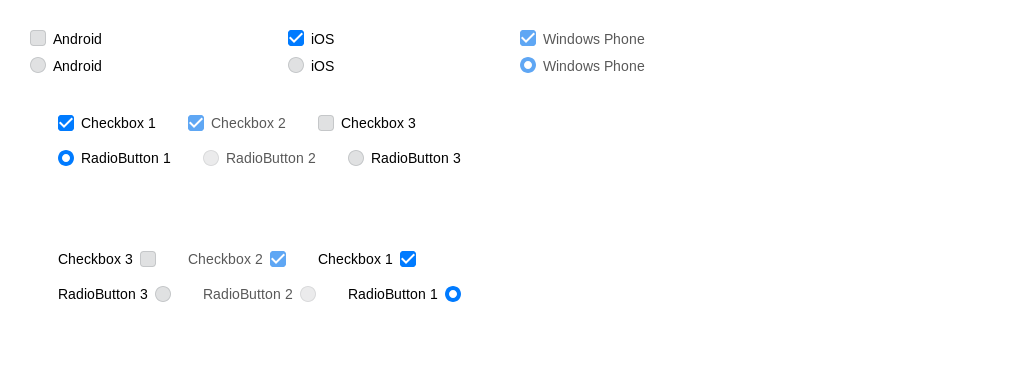 Android iOS Windows Phone
Android iOS Windows Phone
Checkbox 1 Checkbox 2 Checkbox 3
RadioButton 1 RadioButton 2 RadioButton 3
Checkbox 3 Checkbox 2 Checkbox 1
RadioButton 3 RadioButton 2 RadioButton 1